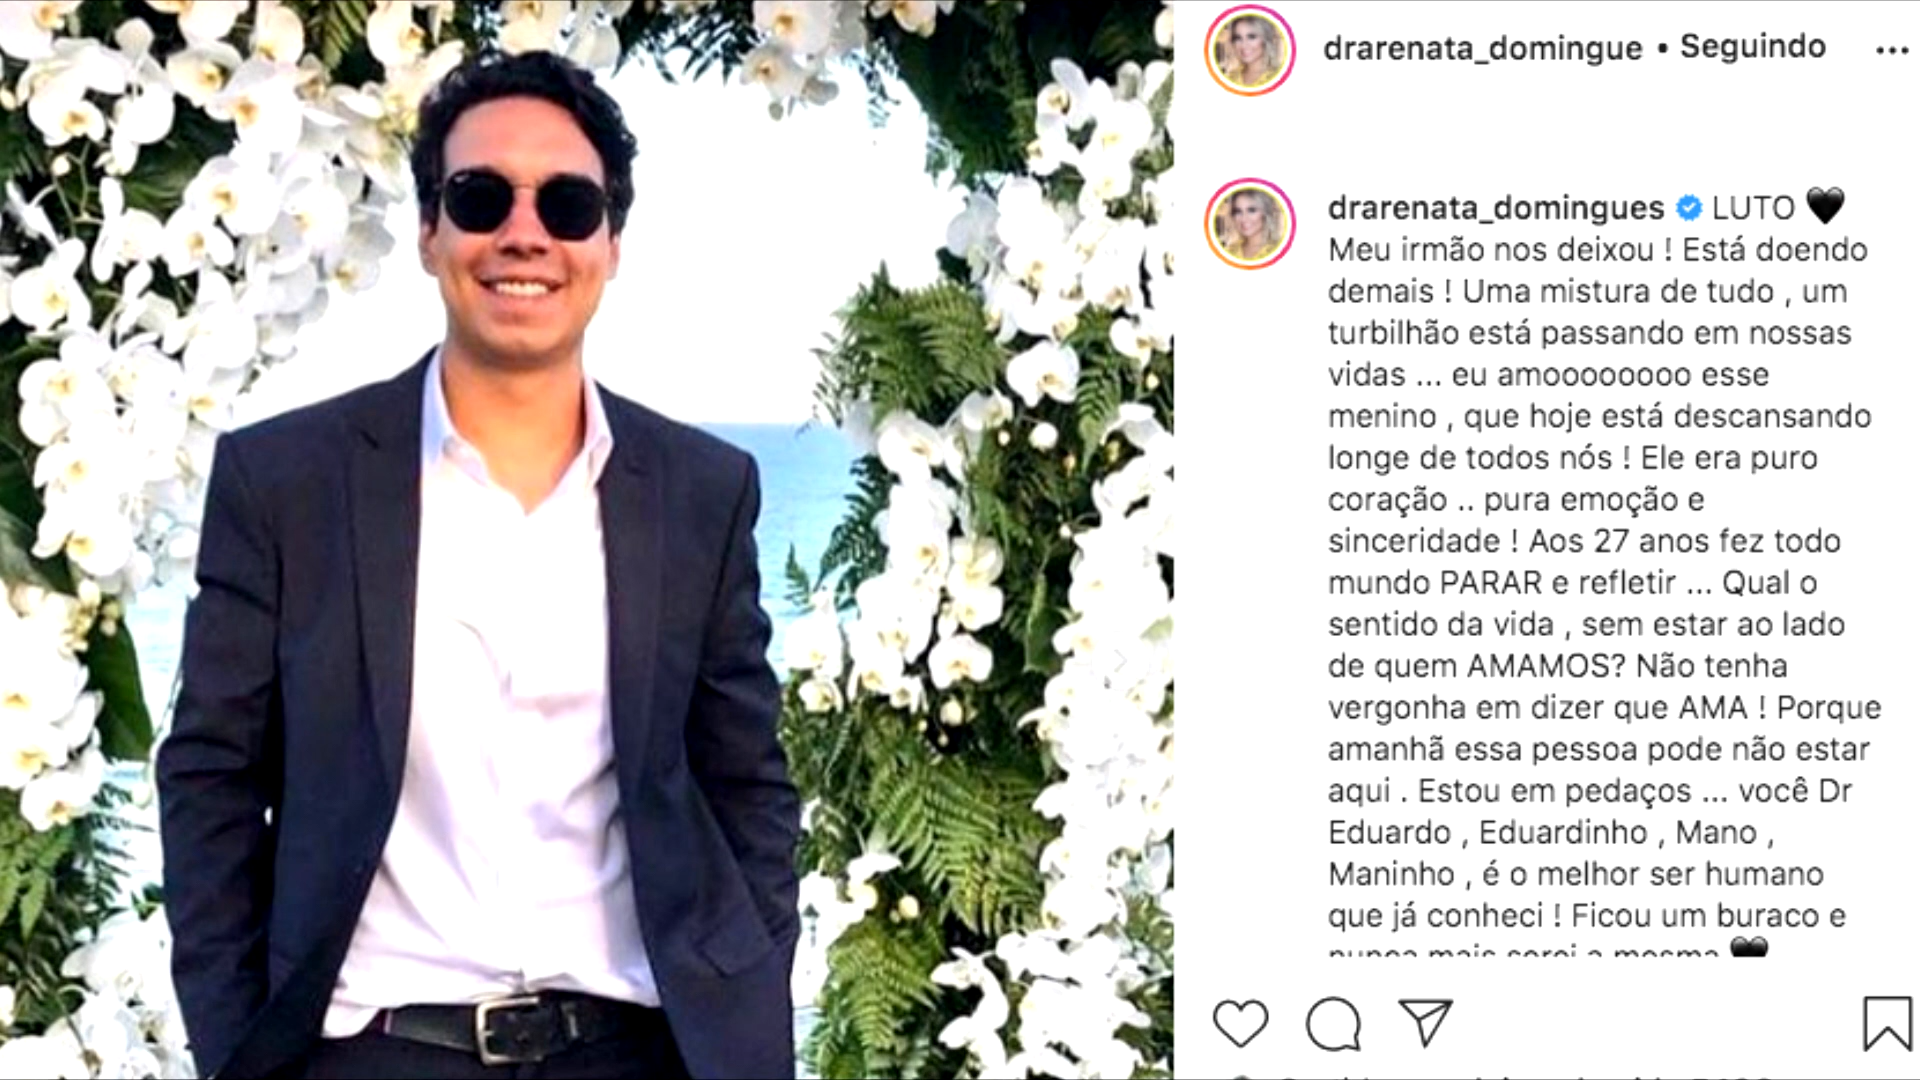 drarenata_domingue • Seguindo ...
drarenata_domingues LUTO 🖤
Meu irmão nos deixou ! Está doendo
demais ! Uma mistura de tudo , um
turbilhão está passando em nossas
vidas ... eu amoooooooo esse
menino , que hoje está descansando
longe de todos nós ! Ele era puro
coração .. pura emoção e
sinceridade ! Aos 27 anos fez todo
mundo PARAR e refletir ... Qual o
sentido da vida , sem estar ao lado
de quem AMAMOS? Não tenha
vergonha em dizer que AMA ! Porque
amanhã essa pessoa pode não estar
aqui . Estou em pedaços ... você Dr
Eduardo , Eduardinho , Mano ,
Maninho , é o melhor ser humano
que já conheci ! Ficou um buraco e
nunca mais serei a mesma 🖤